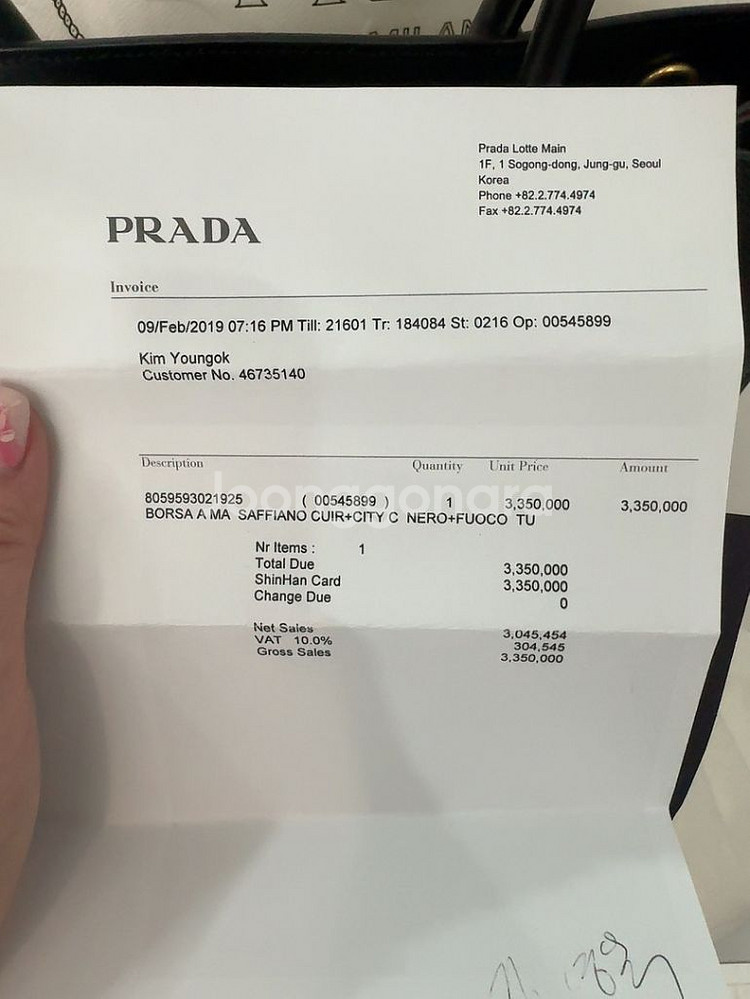 MILAN
Prada Lotte Main
1F, 1 Sogong-dong, Jung-gu, Seoul
Korea
Phone +82.2.774.4974
Fax +82.2.774.4974
PRADA
Invoice
09/Feb/2019 07:16 PM Till: 21601 Tr: 184084 St: 0216 Op: 00545899
Kim Youngok
Customer No. 46735140
Description Quantity Unit Price Amount
8059593021925 ( 00545899 ) 1 3,350,000 3,350,000
BORSA A MA SAFFIANO CUIR+CITY C NERO+FUOCO TU
joonggonara
Nr Items : 1
Total Due 3,350,000
ShinHan Card 3,350,000
Change Due 0
Net Sales 3,045,454
VAT 10.0% 304,545
Gross Sales 3,350,000